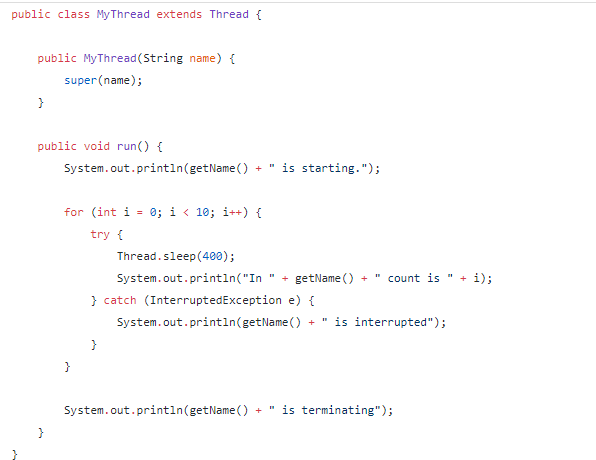 public class MyThread extends Thread {
public MyThread(String name) {
super(name);
}
public void run() {
System.out.println(getName() + " is starting.");
for (int i = 0; i < 10; i++) {
try {
Thread.sleep(400);
System.out.println("In " + getName() + " count is " + i);
} catch (InterruptedException e) {
System.out.println(getName() + " is interrupted");
}
}
System.out.println(getName() + " is terminating");
}
}